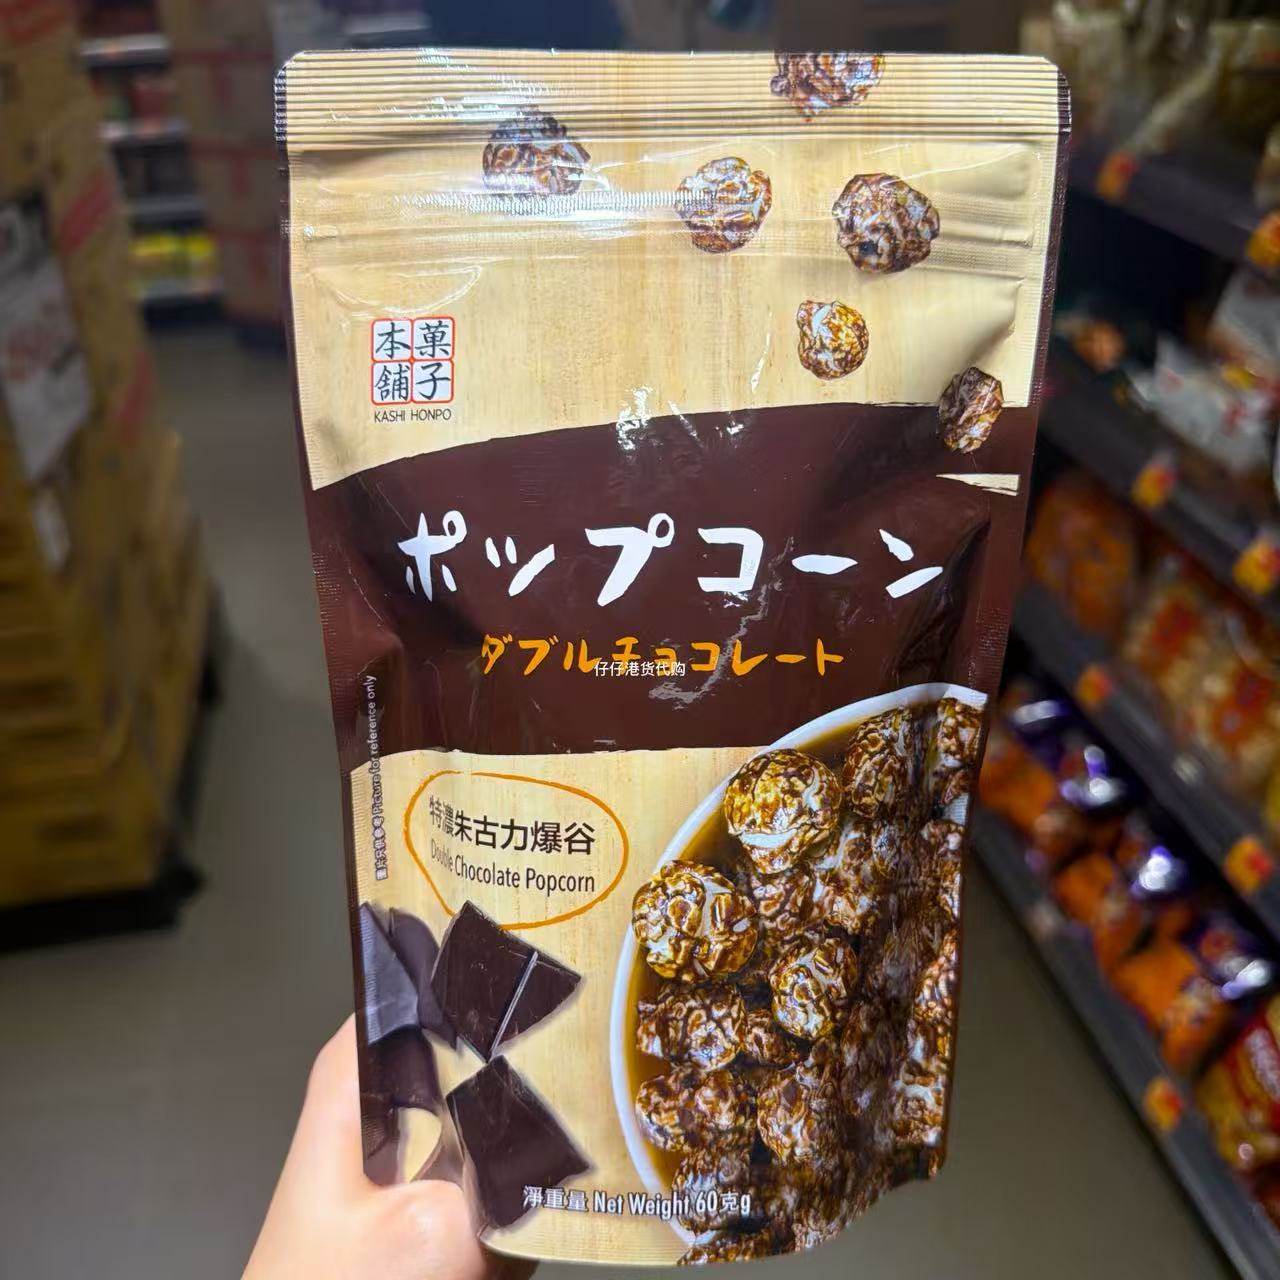 菓子
本舖
KASHI HONPO
ポップコーン
ダブルチョコレート
仔仔港货代购
特濃朱古力爆谷
Double Chocolate Popcorn
圖片只供參考 Picture for reference only
淨重量 Net Weight 60克g